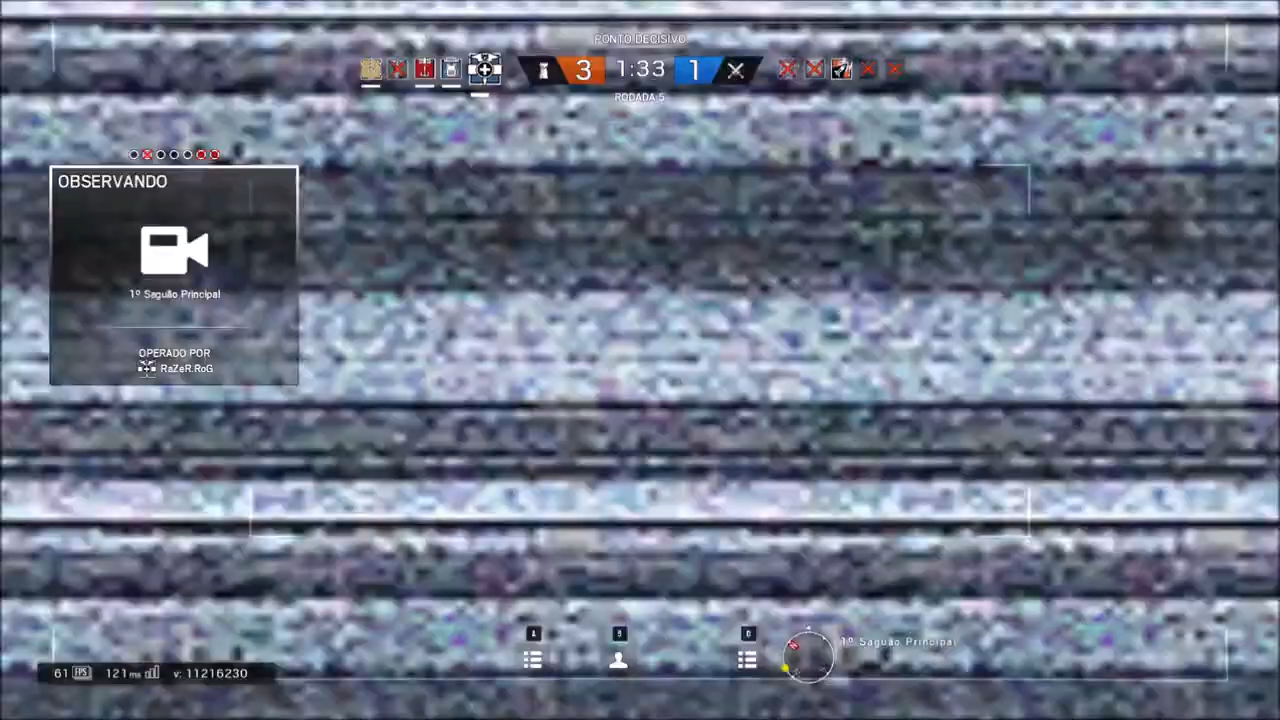 PONTO DECISIVO
3 1:33 1
RODADA 5
OBSERVANDO
1º Saguão Principal
OPERADO POR
RaZeR.RoG
A B D
1º Saguão Principal
61 FPS 121 ms v: 11216230